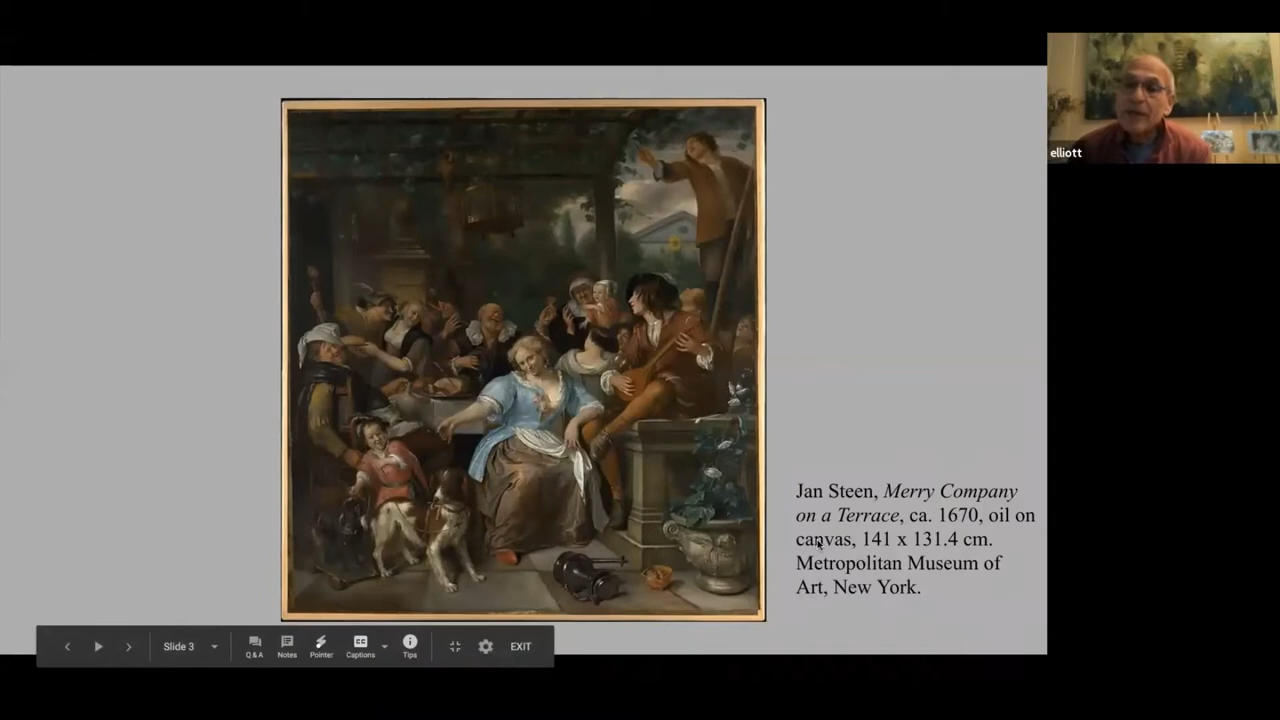 elliott
Jan Steen, Merry Company
on a Terrace, ca. 1670, oil on
canvas, 141 x 131.4 cm.
Metropolitan Museum of
Art, New York.
Slide 3
Q & A
Notes
Pointer
CC
Captions
Tips
EXIT